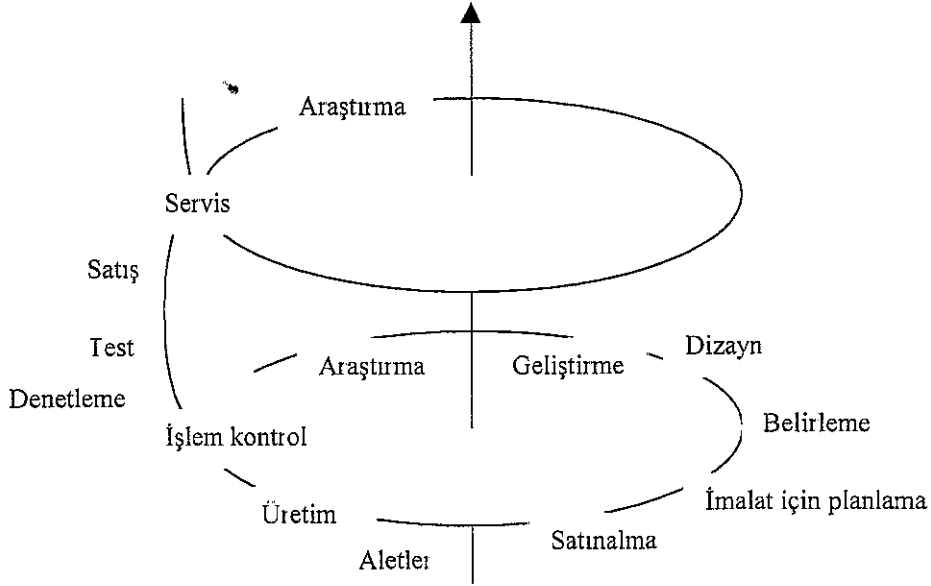 Araştırma
Servis
Satış
Test
Araştırma
Geliştirme
Dizayn
Denetleme
İşlem kontrol
Belirleme
İmalat için planlama
Üretim
Satınalma
Aletler